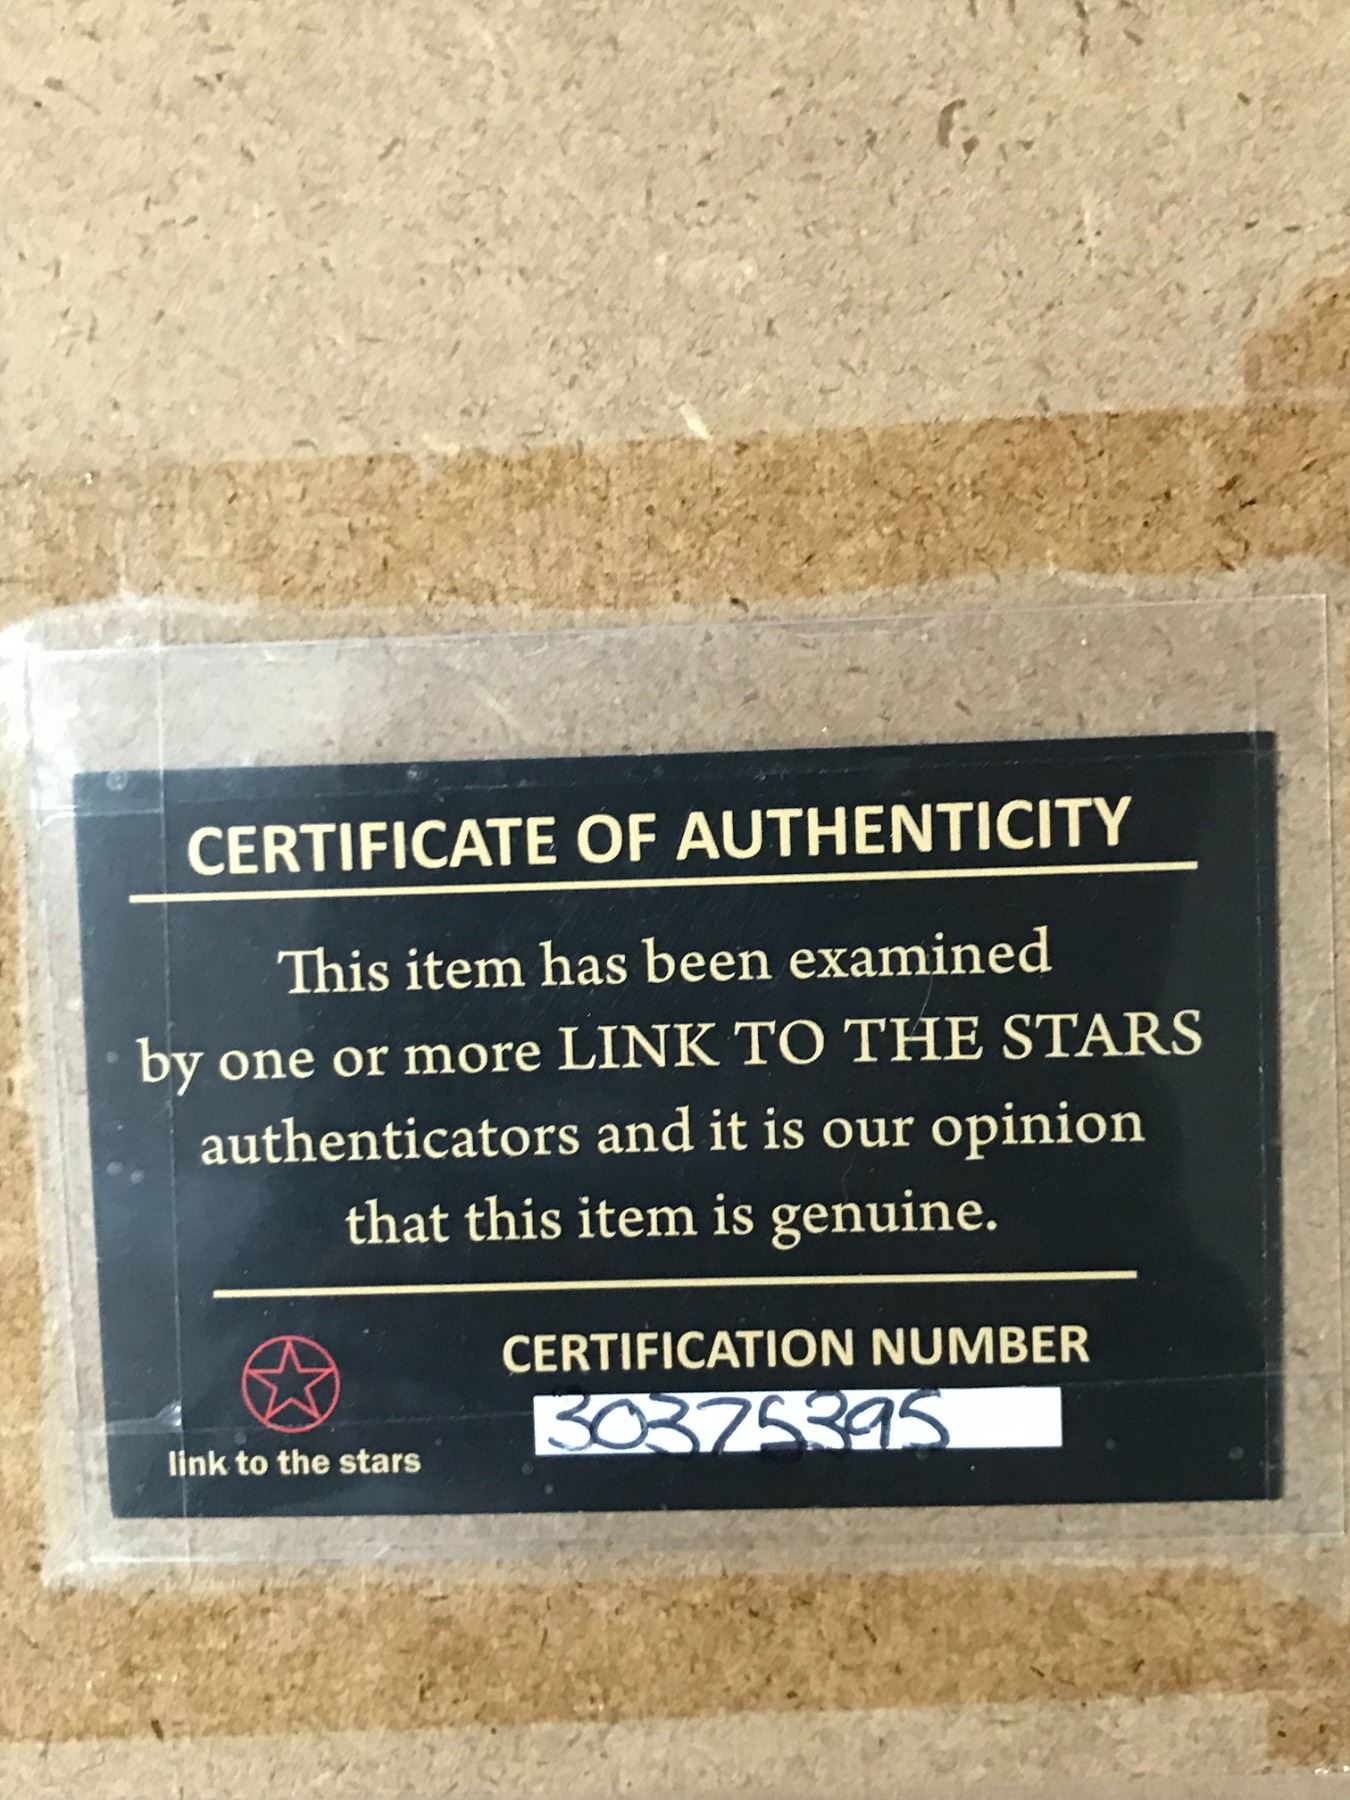 CERTIFICATE OF AUTHENTICITY
This item has been examined
by one or more LINK TO THE STARS
authenticators and it is our opinion
that this item is genuine.
CERTIFICATION NUMBER
30375395
link to the stars